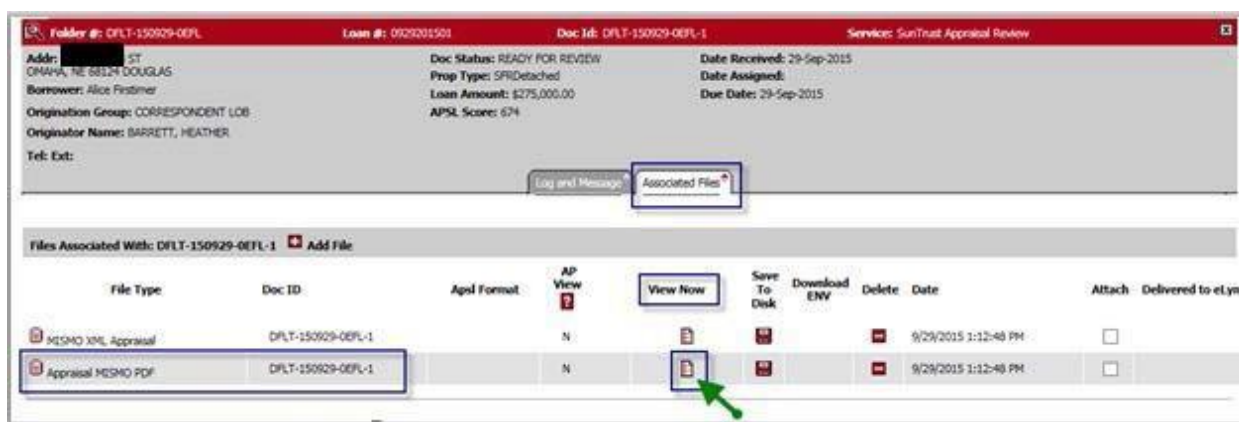 Folder #: DFLT-150929-0EFL Loan #: 0929201501 Doc Id: DFLT-150929-0EFL-1 Service: SunTrust Appraisal Review
Addr: ST Doc Status: READY FOR REVIEW Date Received: 29-Sep-2015
OMAHA, NE 68124 DOUGLAS Prop Type: SFRDetached Date Assigned:
Borrower: Alice Firstimer Loan Amount: $275,000.00 Due Date: 29-Sep-2015
Origination Group: CORRESPONDENT LOB APSL Score: 674
Originator Name: BARRETT, HEATHER
Tel: Ext:
Log and Message Associated Files
Files Associated With: DFLT-150929-0EFL-1 Add File
File Type Doc ID Apsl Format AP View ? View Now Save To Disk Download ENV Delete Date Attach Delivered to eLyn
MISMO XML Appraisal DFLT-150929-0EFL-1 N 9/29/2015 1:12:48 PM
Appraisal MISMO PDF DFLT-150929-0EFL-1 N 9/29/2015 1:12:48 PM